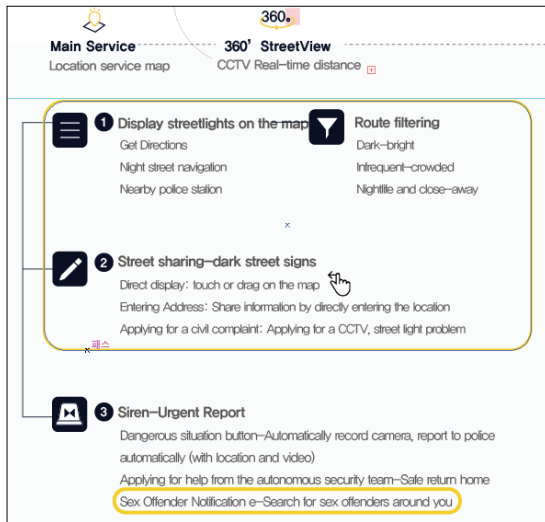 360°
Main Service
360' StreetView
Location service map
CCTV Real-time distance
1 Display streetlights on the map
Get Directions
Night street navigation
Nearby police station
Route filtering
Dark—bright
Infrequent—crowded
Nightlife and close—away
2 Street sharing—dark street signs
Direct display: touch or drag on the map
Entering Address: Share information by directly entering the location
Applying for a civil complaint: Applying for a CCTV, street light problem
패스
3 Siren—Urgent Report
Dangerous situation button—Automatically record camera, report to police
automatically (with location and video)
Applying for help from the autonomous security team—Safe return home
Sex Offender Notification e—Search for sex offenders around you